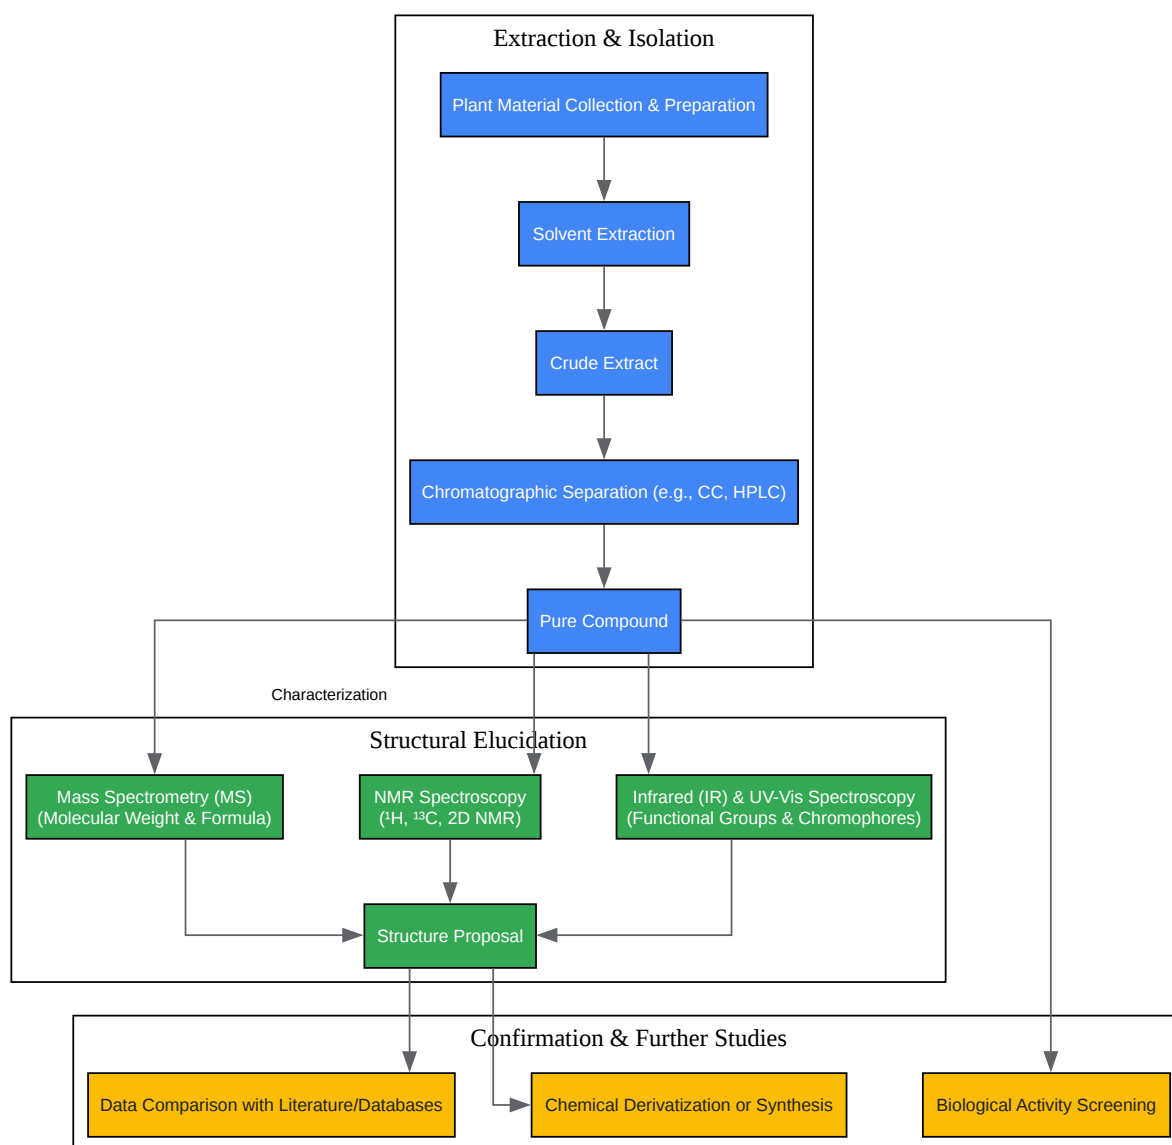 Extraction & Isolation
Plant Material Collection & Preparation
Solvent Extraction
Crude Extract
Chromatographic Separation (e.g., CC, HPLC)
Pure Compound
Characterization
Structural Elucidation
Mass Spectrometry (MS)
(Molecular Weight & Formula)
NMR Spectroscopy
(¹H, ¹³C, 2D NMR)
Infrared (IR) & UV-Vis Spectroscopy
(Functional Groups & Chromophores)
Structure Proposal
Confirmation & Further Studies
Data Comparison with Literature/Databases
Chemical Derivatization or Synthesis
Biological Activity Screening